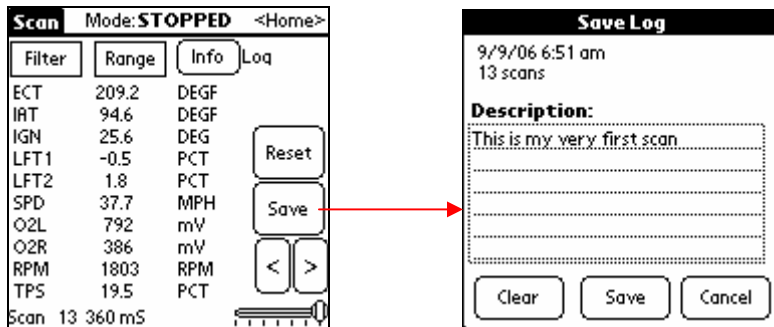 Scan Mode: STOPPED <Home>
Filter Range Info Log
ECT 209.2 DEGF
IAT 94.6 DEGF
IGN 25.6 DEG
LFT1 -0.5 PCT
LFT2 1.8 PCT
SPD 37.7 MPH
O2L 792 mV
O2R 386 mV
RPM 1803 RPM
TPS 19.5 PCT
Reset
Save
< >
Scan 13 360 mS
Save Log
9/9/06 6:51 am
13 scans
Description:
This is my very first scan
Clear Save Cancel